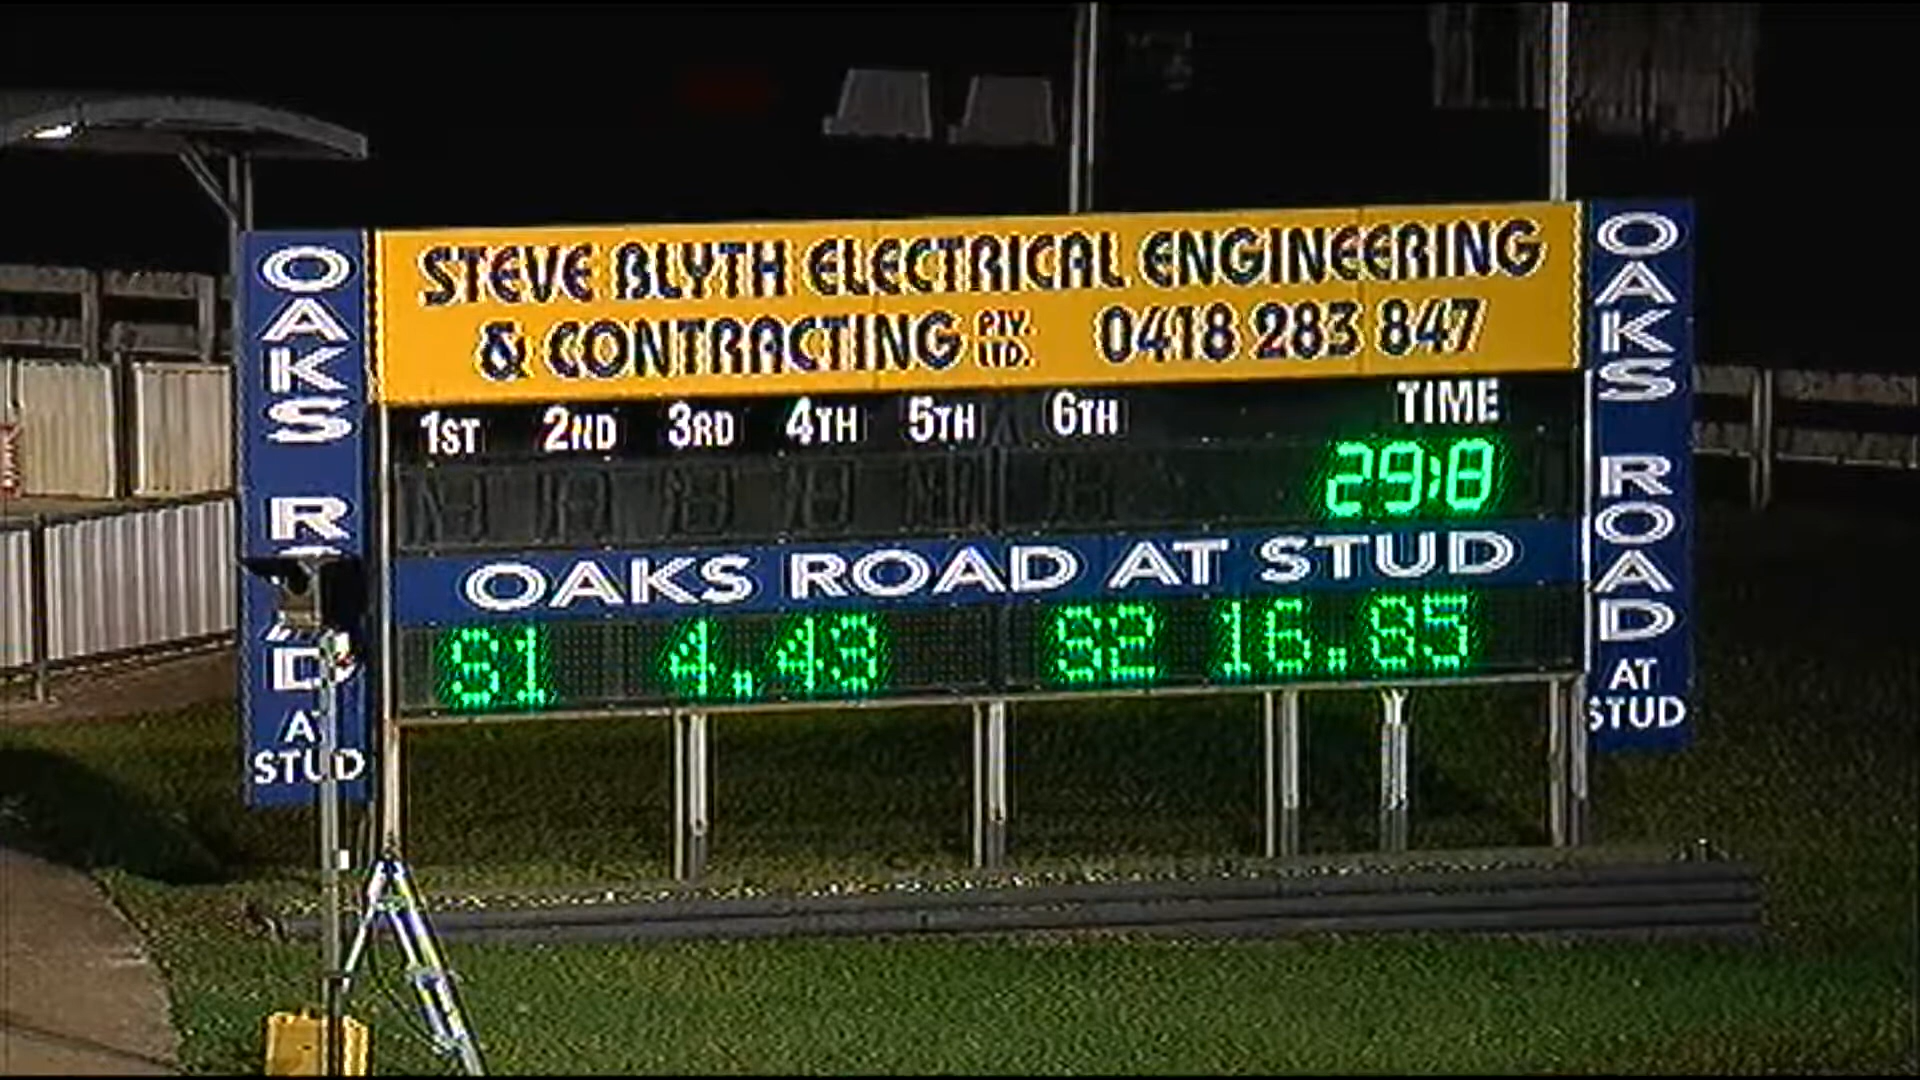 STEVE BLYTH ELECTRICAL ENGINEERING
& CONTRACTING PTY. LTD. 0418 283 847
1ST 2ND 3RD 4TH 5TH 6TH TIME
29:8
OAKS ROAD AT STUD
S1 4.43 S2 16.85
OAKS ROAD AT STUD
OAKS ROAD AT STUD